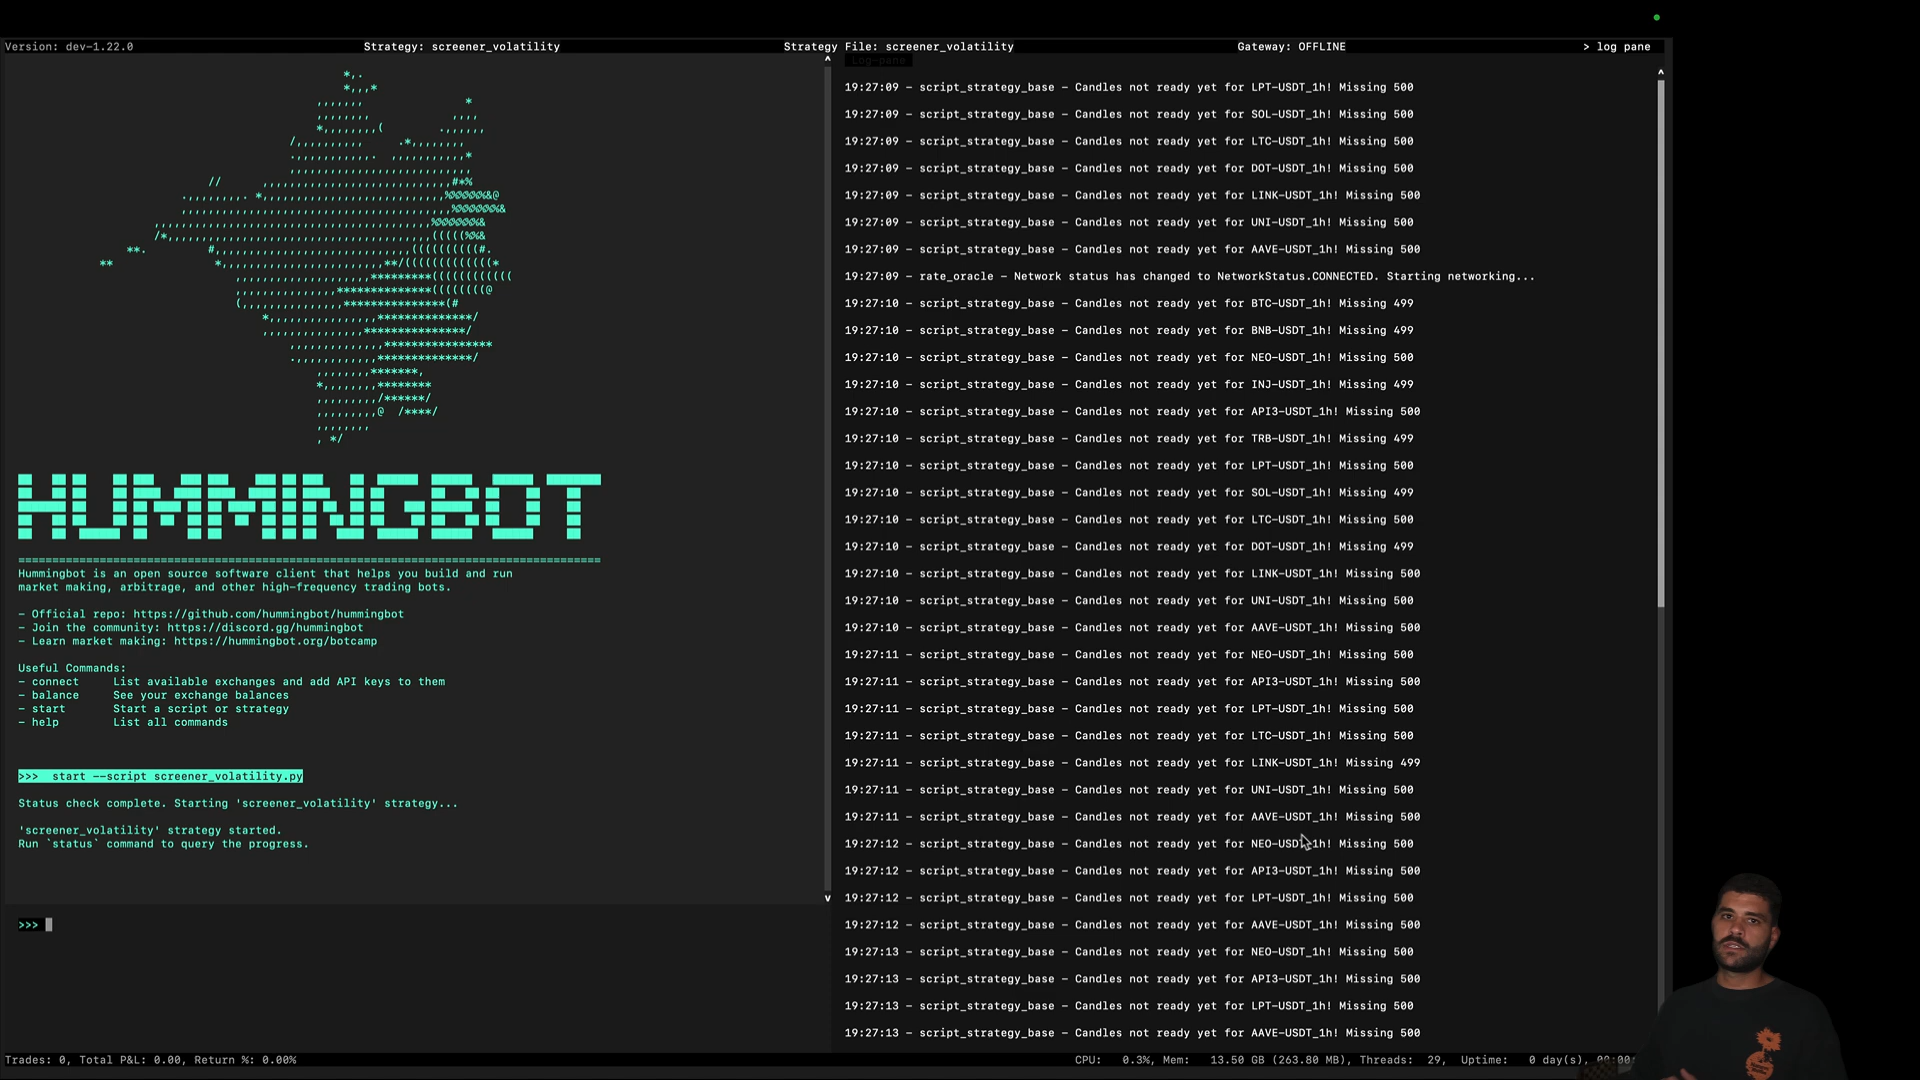 Version: dev-1.22.0 Strategy: screener_volatility Strategy File: screener_volatility Gateway: OFFLINE > log pane
Log-pane
HUMMINGBOT
Hummingbot is an open source software client that helps you build and run
market making, arbitrage, and other high-frequency trading bots.
- Official repo: https://github.com/hummingbot/hummingbot
- Join the community: https://discord.gg/hummingbot
- Learn market making: https://hummingbot.org/botcamp
Useful Commands:
- connect List available exchanges and add API keys to them
- balance See your exchange balances
- start Start a script or strategy
- help List all commands
>>> start --script screener_volatility.py
Status check complete. Starting 'screener_volatility' strategy...
'screener_volatility' strategy started.
Run `status` command to query the progress.
>>>
19:27:09 - script_strategy_base - Candles not ready yet for LPT-USDT_1h! Missing 500
19:27:09 - script_strategy_base - Candles not ready yet for SOL-USDT_1h! Missing 500
19:27:09 - script_strategy_base - Candles not ready yet for LTC-USDT_1h! Missing 500
19:27:09 - script_strategy_base - Candles not ready yet for DOT-USDT_1h! Missing 500
19:27:09 - script_strategy_base - Candles not ready yet for LINK-USDT_1h! Missing 500
19:27:09 - script_strategy_base - Candles not ready yet for UNI-USDT_1h! Missing 500
19:27:09 - script_strategy_base - Candles not ready yet for AAVE-USDT_1h! Missing 500
19:27:09 - rate_oracle - Network status has changed to NetworkStatus.CONNECTED. Starting networking...
19:27:10 - script_strategy_base - Candles not ready yet for BTC-USDT_1h! Missing 499
19:27:10 - script_strategy_base - Candles not ready yet for BNB-USDT_1h! Missing 499
19:27:10 - script_strategy_base - Candles not ready yet for NEO-USDT_1h! Missing 500
19:27:10 - script_strategy_base - Candles not ready yet for INJ-USDT_1h! Missing 499
19:27:10 - script_strategy_base - Candles not ready yet for API3-USDT_1h! Missing 500
19:27:10 - script_strategy_base - Candles not ready yet for TRB-USDT_1h! Missing 499
19:27:10 - script_strategy_base - Candles not ready yet for LPT-USDT_1h! Missing 500
19:27:10 - script_strategy_base - Candles not ready yet for SOL-USDT_1h! Missing 499
19:27:10 - script_strategy_base - Candles not ready yet for LTC-USDT_1h! Missing 500
19:27:10 - script_strategy_base - Candles not ready yet for DOT-USDT_1h! Missing 499
19:27:10 - script_strategy_base - Candles not ready yet for LINK-USDT_1h! Missing 500
19:27:10 - script_strategy_base - Candles not ready yet for UNI-USDT_1h! Missing 500
19:27:10 - script_strategy_base - Candles not ready yet for AAVE-USDT_1h! Missing 500
19:27:11 - script_strategy_base - Candles not ready yet for NEO-USDT_1h! Missing 500
19:27:11 - script_strategy_base - Candles not ready yet for API3-USDT_1h! Missing 500
19:27:11 - script_strategy_base - Candles not ready yet for LPT-USDT_1h! Missing 500
19:27:11 - script_strategy_base - Candles not ready yet for LTC-USDT_1h! Missing 500
19:27:11 - script_strategy_base - Candles not ready yet for LINK-USDT_1h! Missing 499
19:27:11 - script_strategy_base - Candles not ready yet for UNI-USDT_1h! Missing 500
19:27:11 - script_strategy_base - Candles not ready yet for AAVE-USDT_1h! Missing 500
19:27:12 - script_strategy_base - Candles not ready yet for NEO-USDT_1h! Missing 500
19:27:12 - script_strategy_base - Candles not ready yet for API3-USDT_1h! Missing 500
19:27:12 - script_strategy_base - Candles not ready yet for LPT-USDT_1h! Missing 500
19:27:12 - script_strategy_base - Candles not ready yet for AAVE-USDT_1h! Missing 500
19:27:13 - script_strategy_base - Candles not ready yet for NEO-USDT_1h! Missing 500
19:27:13 - script_strategy_base - Candles not ready yet for API3-USDT_1h! Missing 500
19:27:13 - script_strategy_base - Candles not ready yet for LPT-USDT_1h! Missing 500
19:27:13 - script_strategy_base - Candles not ready yet for AAVE-USDT_1h! Missing 500
Trades: 0, Total P&L: 0.00, Return %: 0.00% CPU: 0.3%, Mem: 13.50 GB (263.80 MB), Threads: 29, Uptime: 0 day(s),